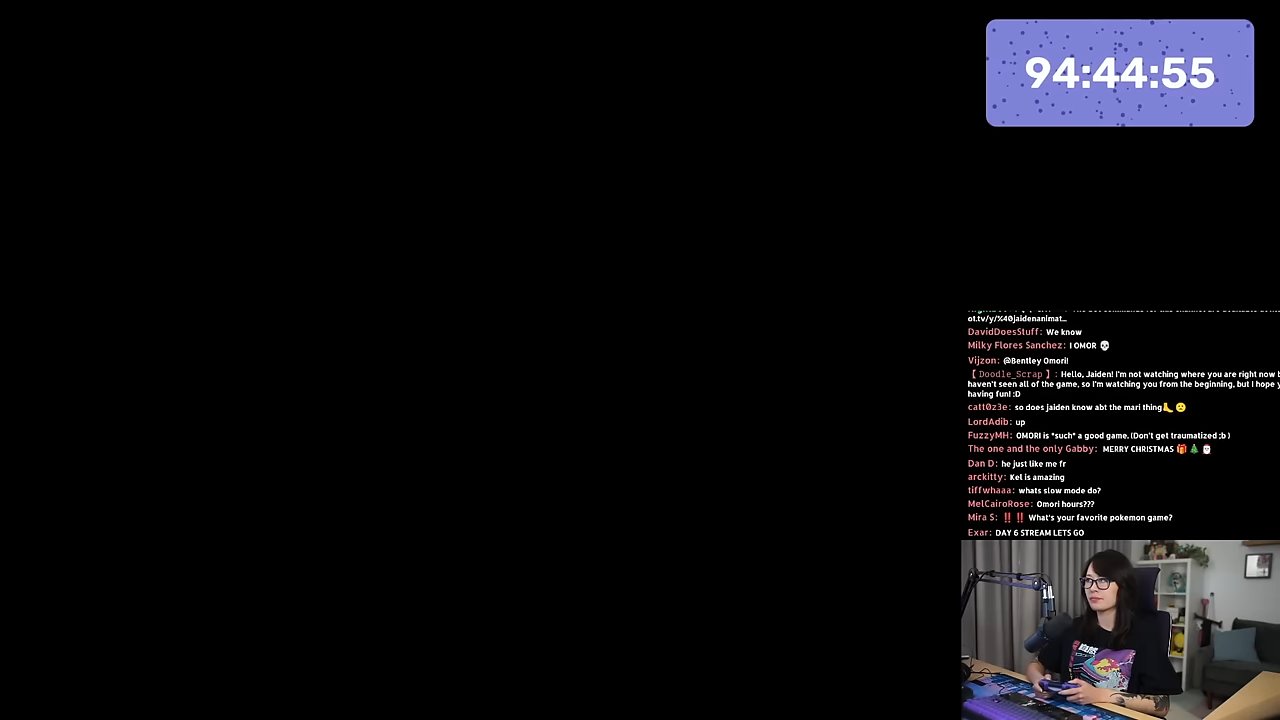 94:44:55
ot.tv/y/%40jaidenanimat...
DavidDoesStuff: We know
Milky Flores Sanchez: I OMOR 💀
Vijzon: @Bentley Omori!
【 Doodle_Scrap 】: Hello, Jaiden! I'm not watching where you are right now b
haven't seen all of the game, so I'm watching you from the beginning, but I hope y
having fun! :D
catt0z3e: so does jaiden know abt the mari thing🦶🙁
LordAdib: up
FuzzyMH: OMORI is *such* a good game. (Don't get traumatized ;b )
The one and the only Gabby: MERRY CHRISTMAS 🎁🎄🎅
Dan D: he just like me fr
arckitty: Kel is amazing
tiffwhaaa: whats slow mode do?
MelCairoRose: Omori hours???
Mira S: ‼️ ‼️ What's your favorite pokemon game?
Exar: DAY 6 STREAM LETS GO